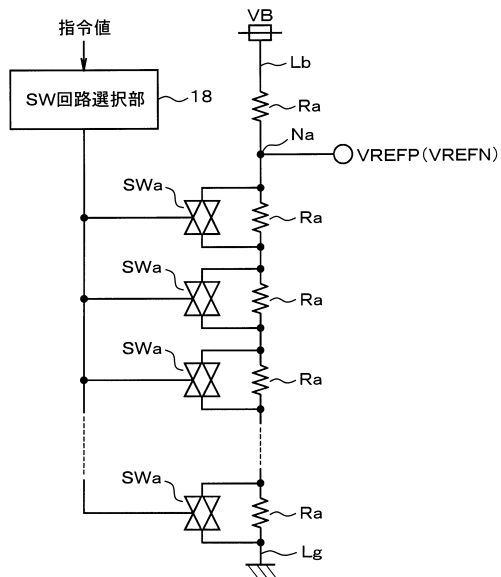 指令値
VB
Lb
SW回路選択部
18
Ra
Na
VREFP(VREFN)
SWa
Ra
SWa
Ra
SWa
Ra
SWa
Ra
Lg